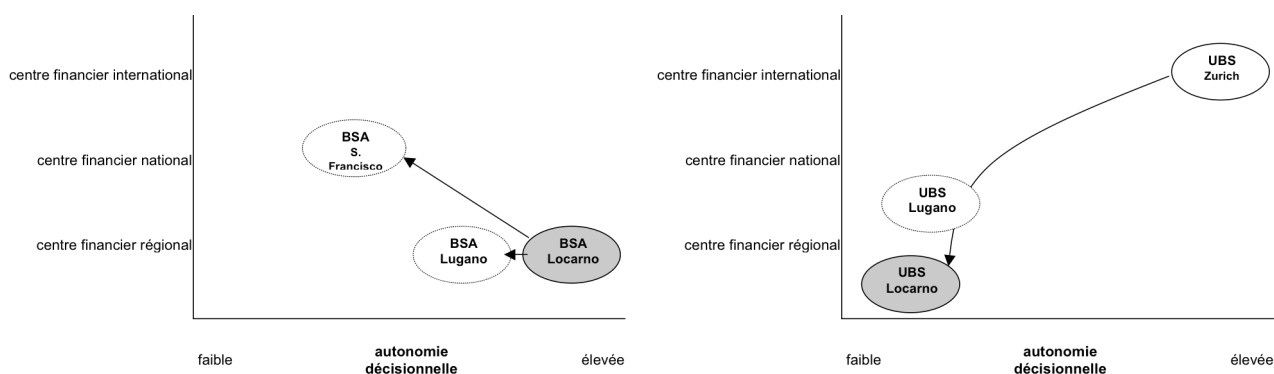 centre financier international
centre financier national
centre financier régional
BSA
S.
Francisco
BSA
Lugano
BSA
Locarno
faible
autonomie
décisionnelle
élevée
centre financier international
centre financier national
centre financier régional
UBS
Zurich
UBS
Lugano
UBS
Locarno
faible
autonomie
décisionnelle
élevée